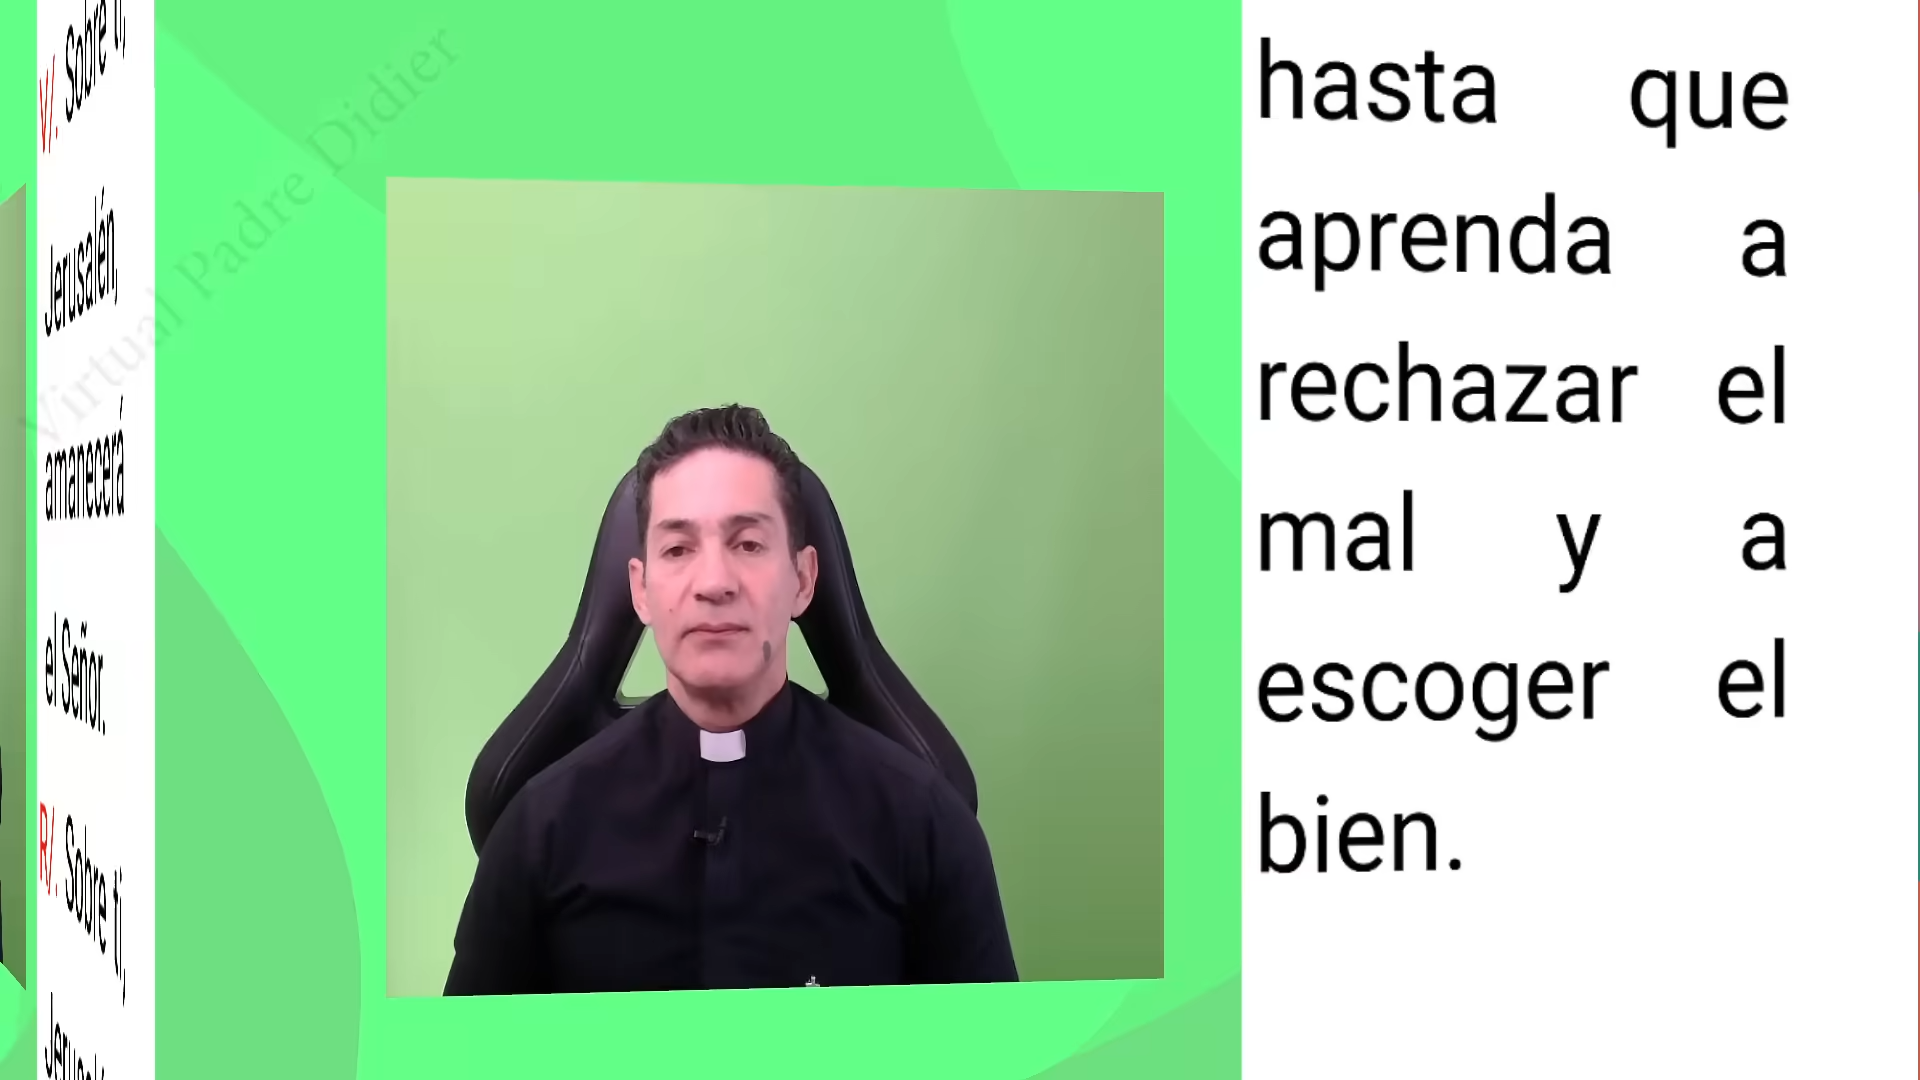 V/. Sobre ti,
Jerusalén,
amanecerá
el Señor.
R/. Sobre ti,
Virtual Padre Didier
hasta que
aprenda a
rechazar el
mal y a
escoger el
bien.